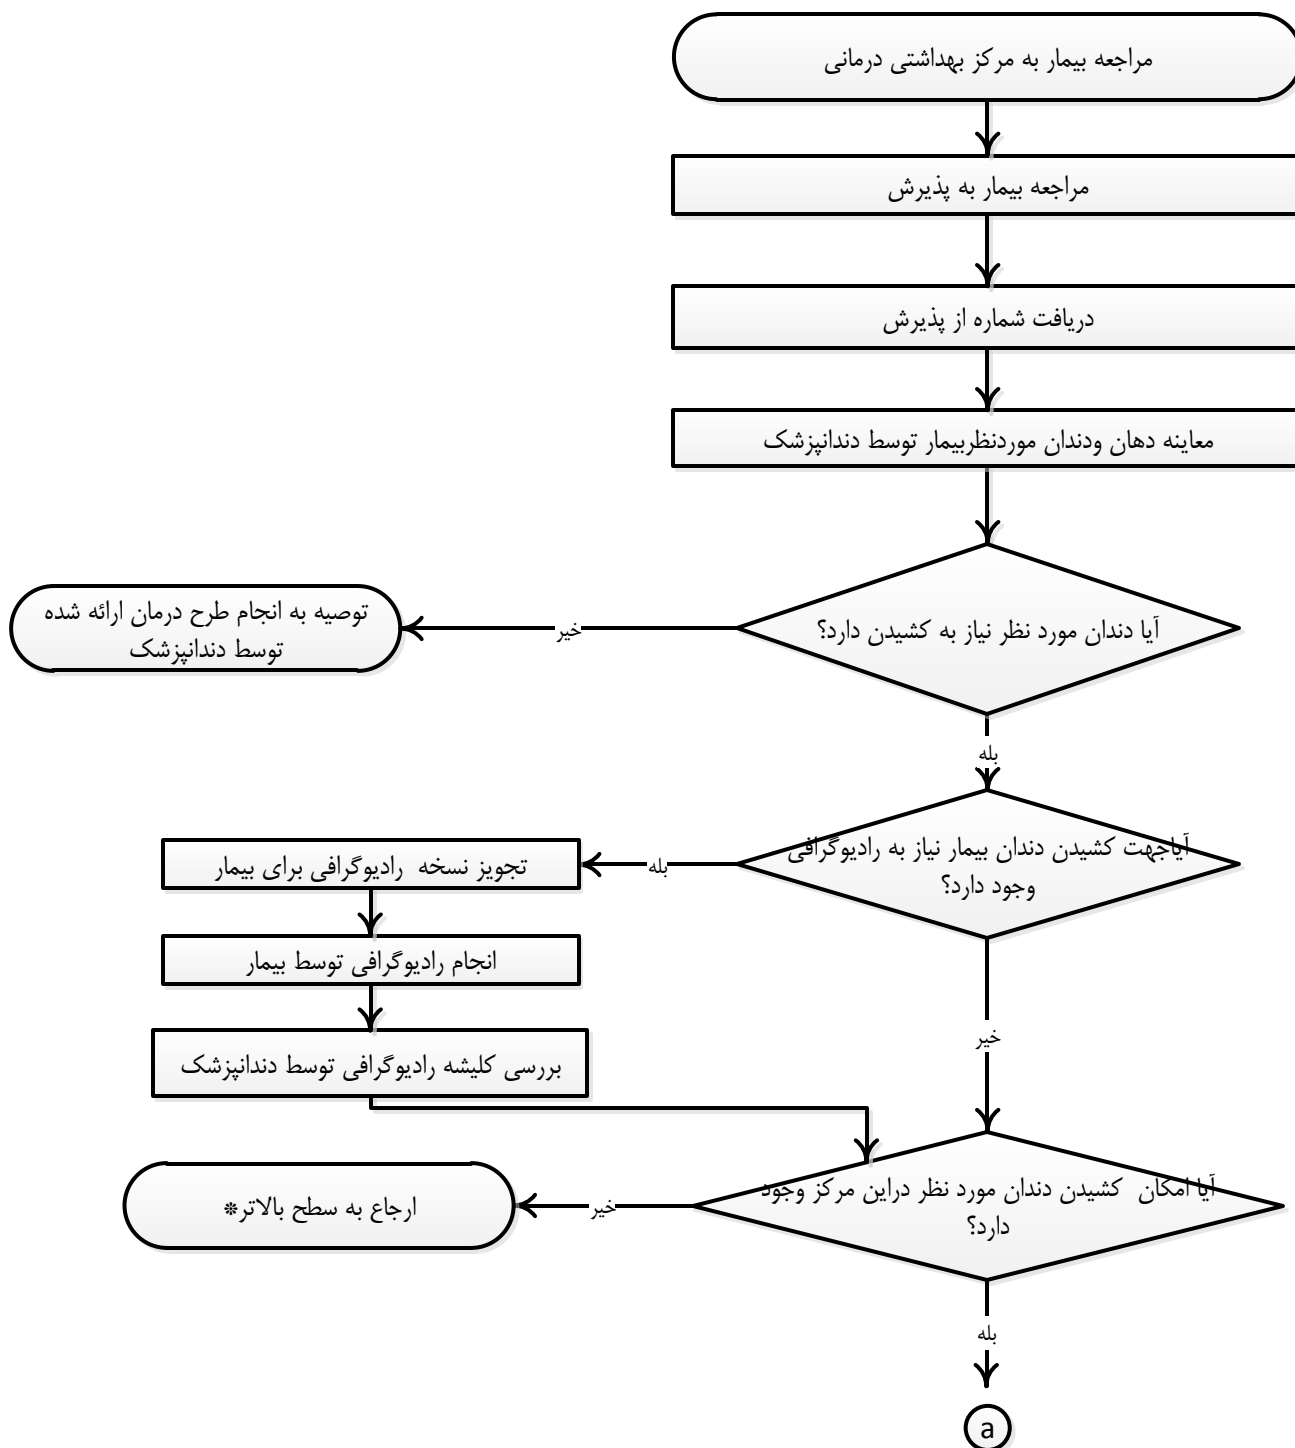 مراجعه بیمار به مرکز بهداشتی درمانی
مراجعه بیمار به پذیرش
دریافت شماره از پذیرش
معاینه دهان ودندان موردنظربیمار توسط دندانپزشک
آیا دندان مورد نظر نیاز به کشیدن دارد؟
خیر
توصیه به انجام طرح درمان ارائه شده
توسط دندانپزشک
بله
آیاجهت کشیدن دندان بیمار نیاز به رادیوگرافی
وجود دارد؟
بله
تجویز نسخه رادیوگرافی برای بیمار
انجام رادیوگرافی توسط بیمار
بررسی کلیشه رادیوگرافی توسط دندانپزشک
خیر
آیا امکان کشیدن دندان مورد نظر دراین مرکز وجود
دارد؟
خیر
ارجاع به سطح بالاتر*
بله
a